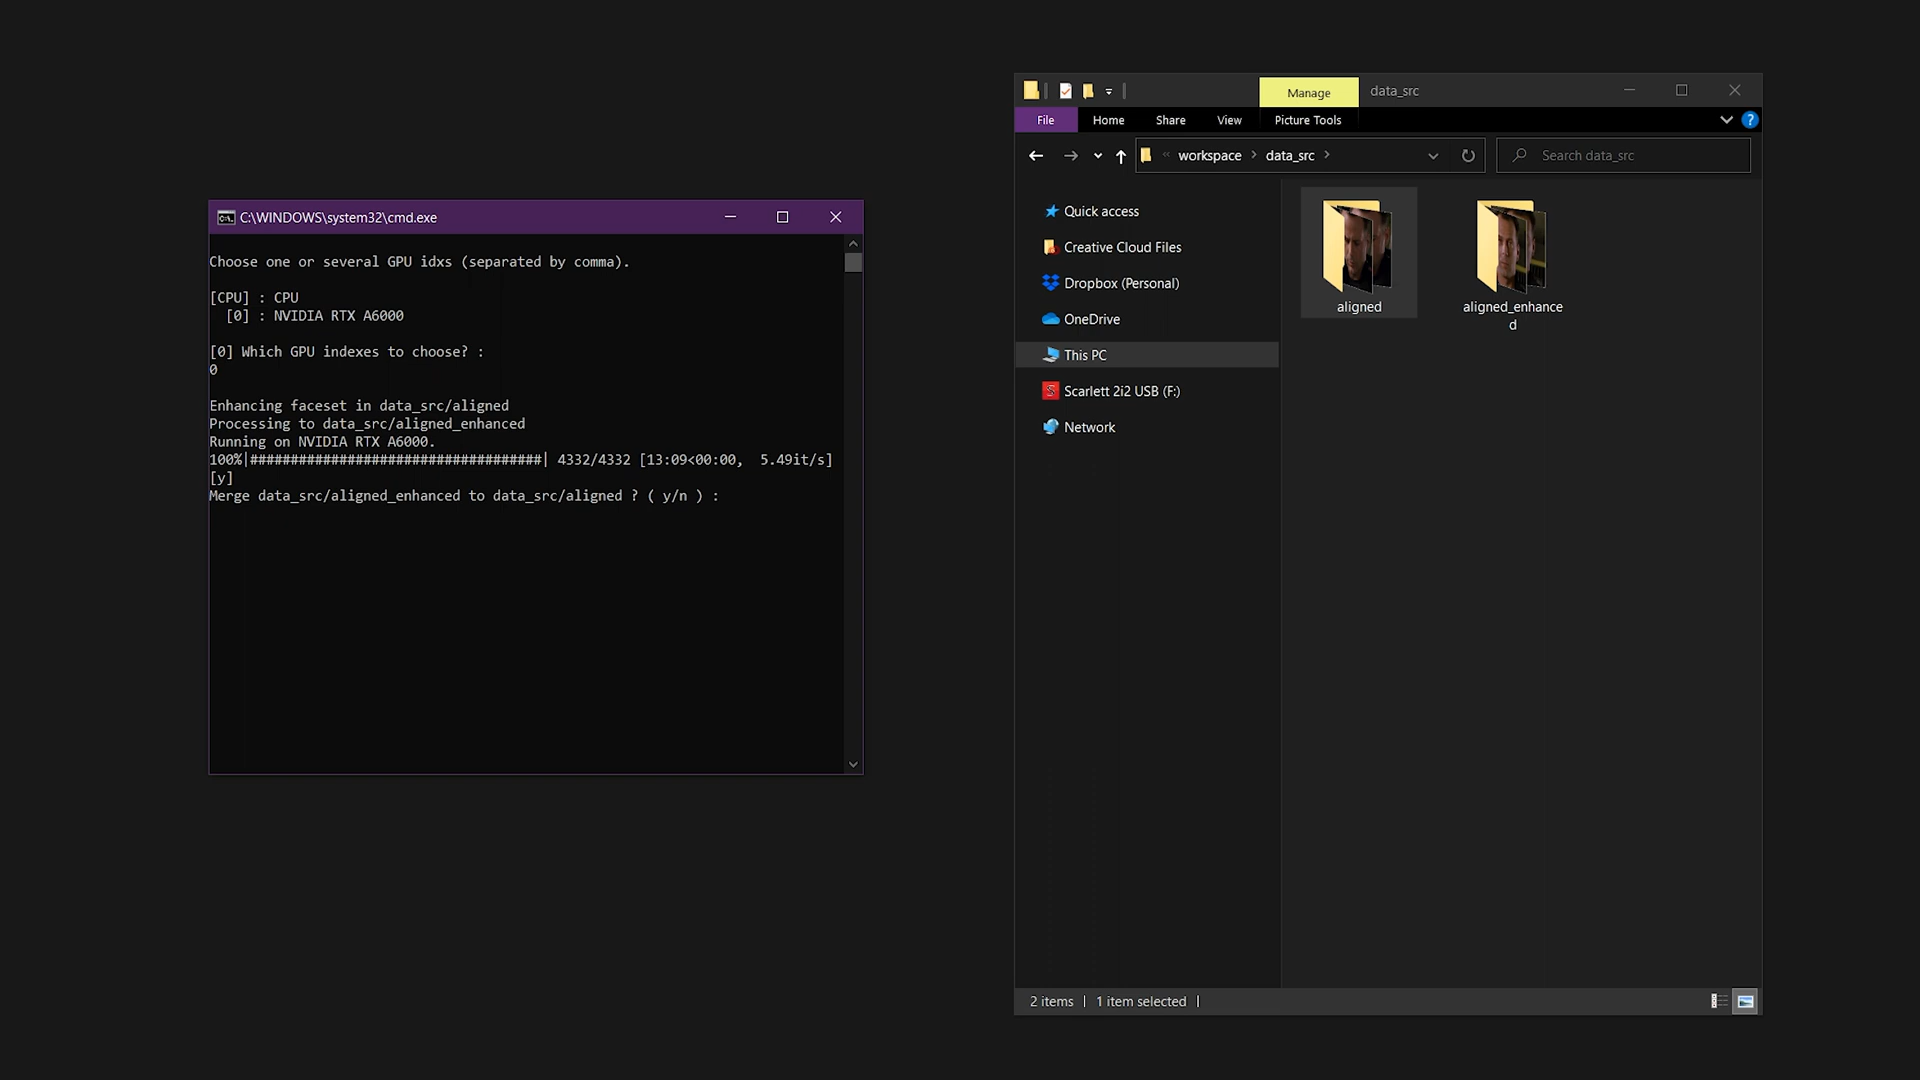 C:\WINDOWS\system32\cmd.exe
Choose one or several GPU idxs (separated by comma).
[CPU] : CPU
[0] : NVIDIA RTX A6000
[0] Which GPU indexes to choose? :
0
Enhancing faceset in data_src/aligned
Processing to data_src/aligned_enhanced
Running on NVIDIA RTX A6000.
100%|####################################| 4332/4332 [13:09<00:00,  5.49it/s]
[y]
Merge data_src/aligned_enhanced to data_src/aligned ? ( y/n ) :
Manage
data_src
File
Home
Share
View
Picture Tools
?
« workspace > data_src >
Search data_src
Quick access
Creative Cloud Files
Dropbox (Personal)
OneDrive
This PC
Scarlett 2i2 USB (F:)
Network
aligned
aligned_enhance
d
2 items | 1 item selected |